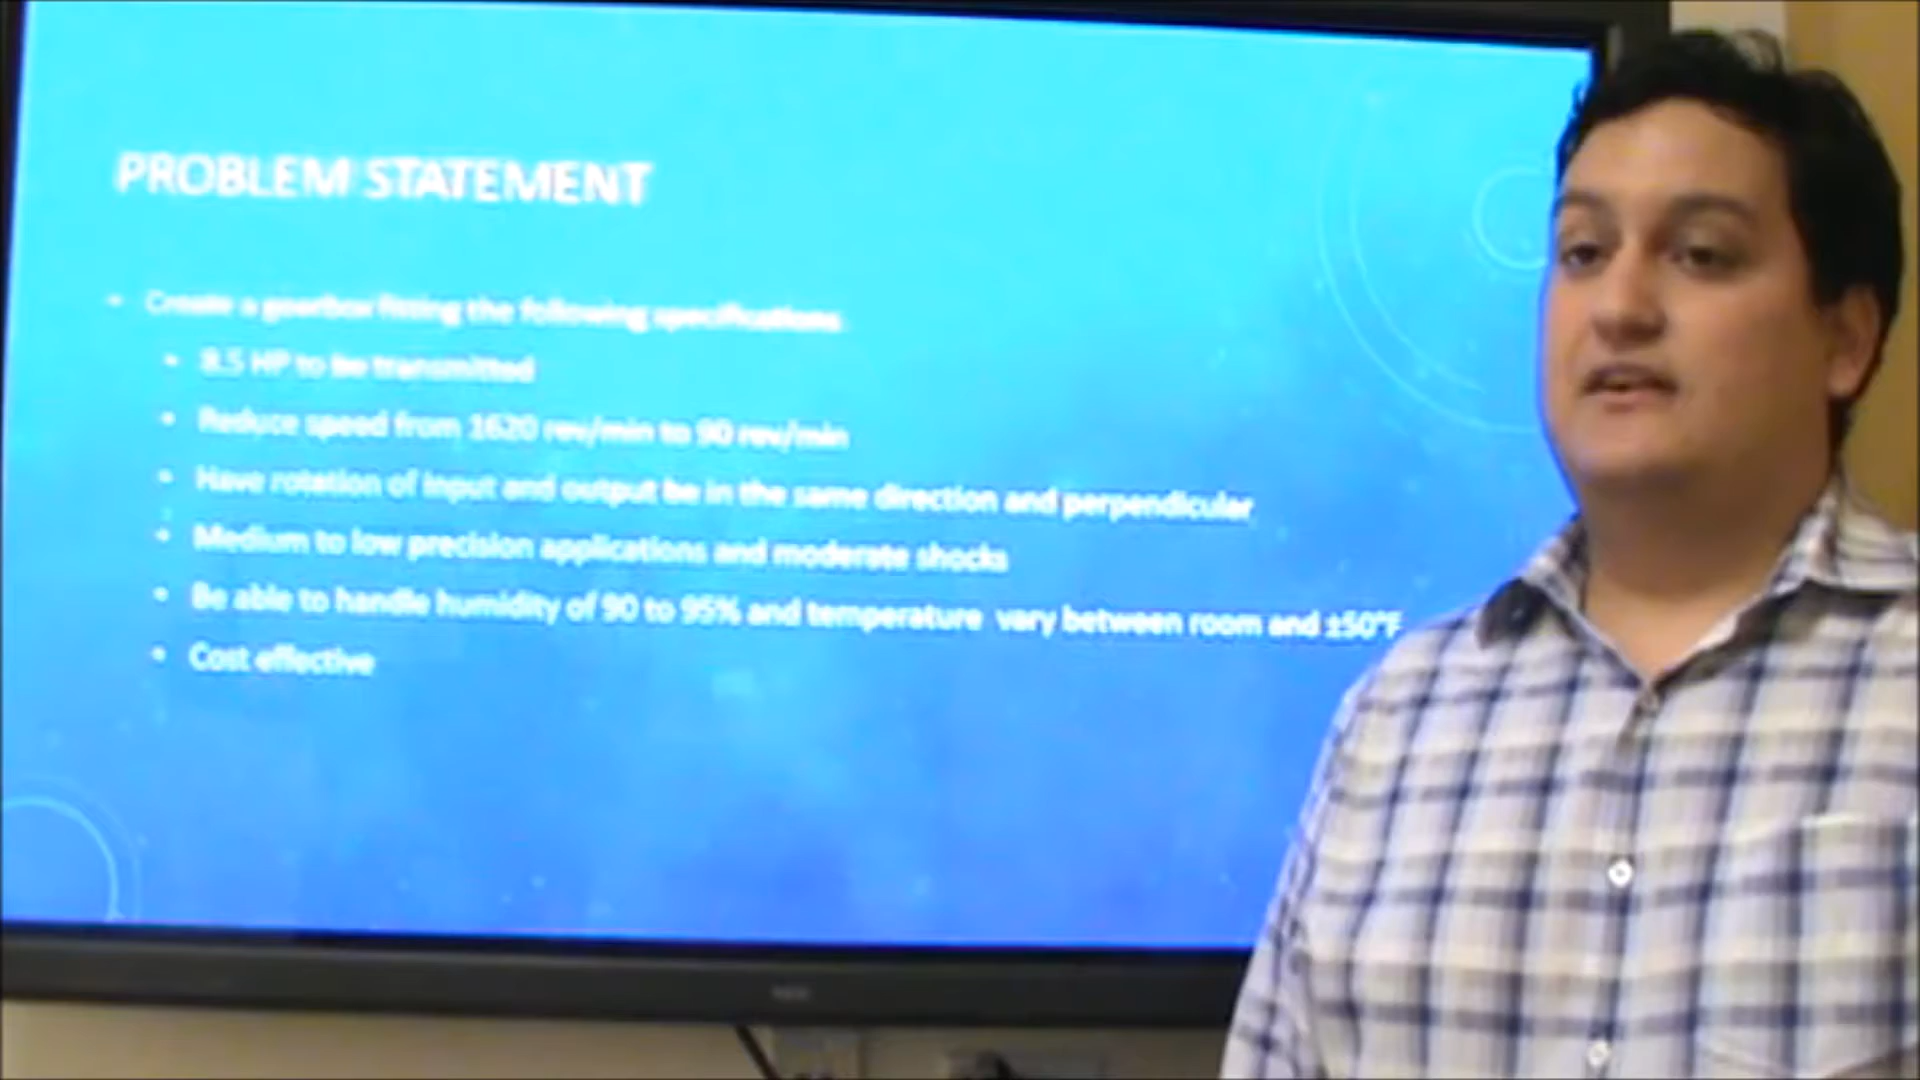 PROBLEM STATEMENT
Create a gearbox fitting the following specifications
8.5 HP to be transmitted
Reduce speed from 1620 rev/min to 90 rev/min
Have rotation of input and output be in the same direction and perpendicular
Medium to low precision applications and moderate shocks
Be able to handle humidity of 90 to 95% and temperature vary between room and ±50°F
Cost effective
NEC